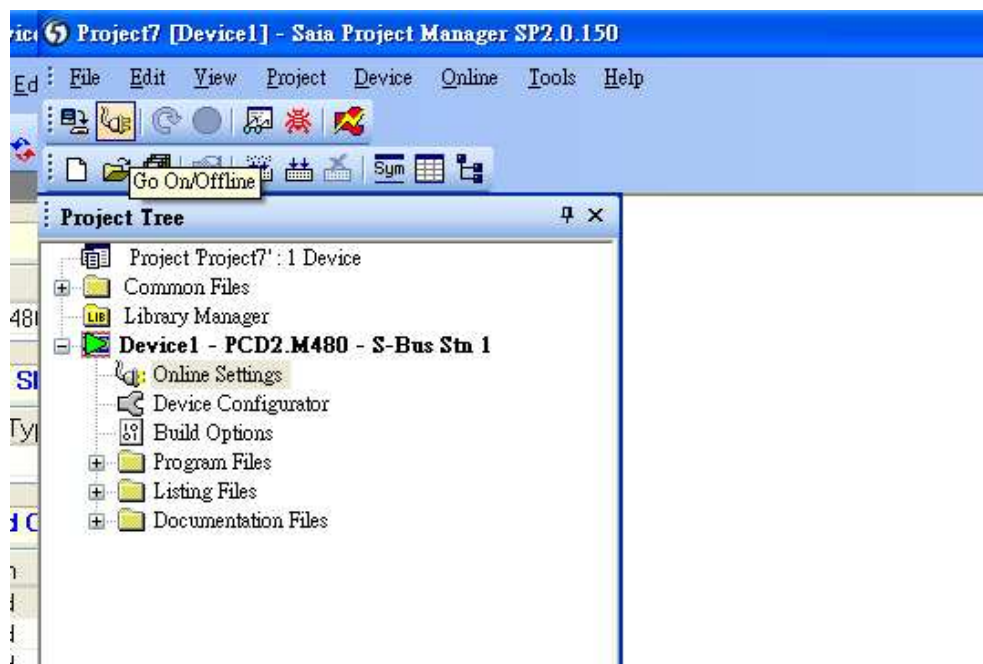 Project7 [Device1] - Saia Project Manager SP2.0.150
Ed File Edit View Project Device Online Tools Help
Sym
Go On/Offline
Project Tree
Project 'Project7' : 1 Device
Common Files
LIB Library Manager
Device1 - PCD2.M480 - S-Bus Stn 1
Online Settings
Device Configurator
Build Options
Program Files
Listing Files
Documentation Files